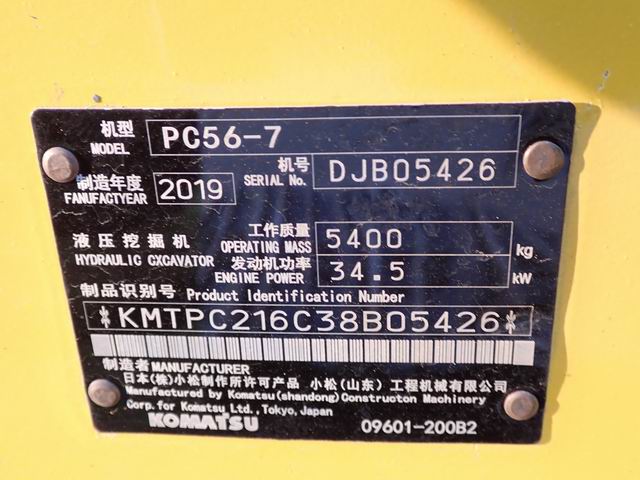 机型 PC56-7
MODEL
机号 DJB05426
SERIAL No.
制造年度 2019
FANUFACTYEAR
工作质量 5400 kg
OPERATING MASS
液压挖掘机
HYDRAULIC CXCAVATOR
发动机功率 34.5 kW
ENGINE POWER
制品识别号 Product Identification Number
*KMTPC216C38B05426*
制造者 MANUFACTURER
日本(株)小松制作所许可产品 小松(山东)工程机械有限公司
Manufactured by Komatsu(shandong) Constructon Machinery
Corp. for Komatsu Ltd., Tokyo, Japan
KOMATSU 09601-200B2